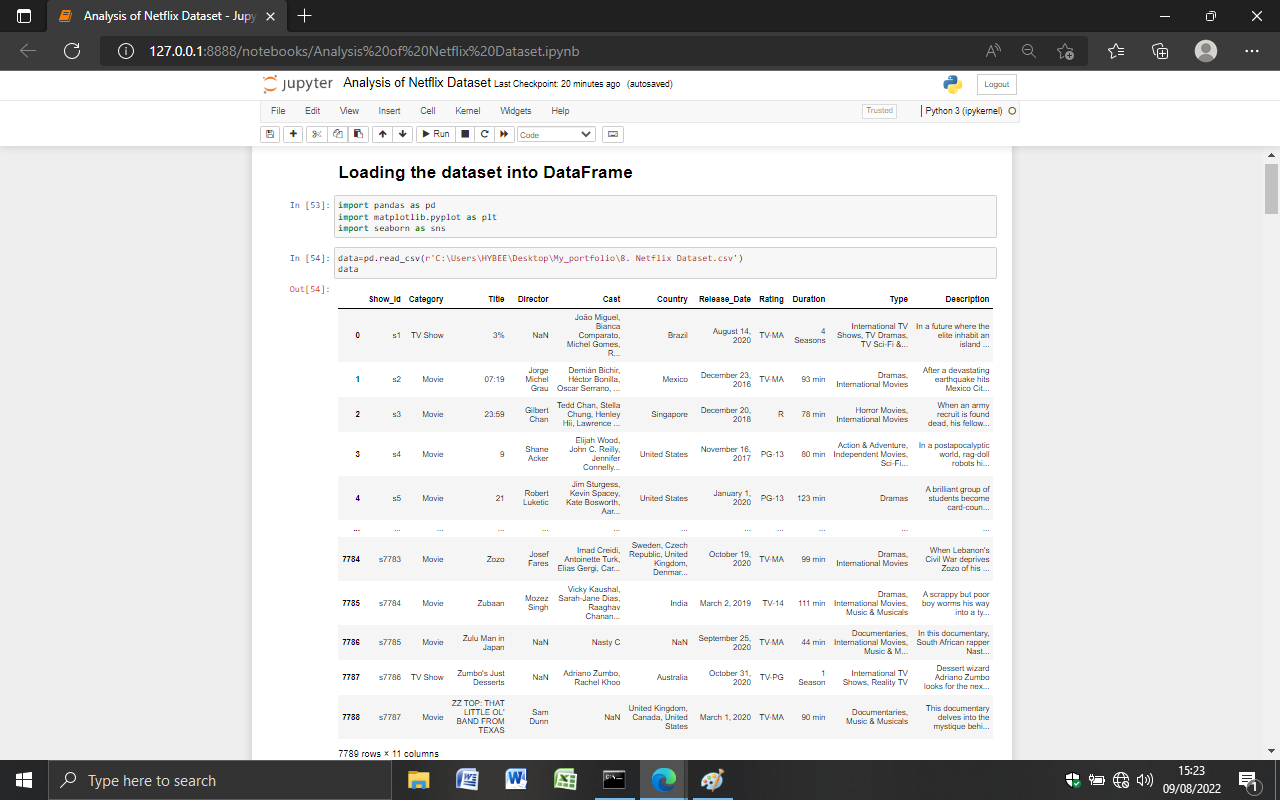 Analysis of Netflix Dataset - Jupy
127.0.0.1:8888/notebooks/Analysis%20of%20Netflix%20Dataset.ipynb
jupyter Analysis of Netflix Dataset Last Checkpoint: 20 minutes ago (autosaved) Logout
File Edit View Insert Cell Kernel Widgets Help Trusted Python 3 (ipykernel)
Run Code
Loading the dataset into DataFrame
In [53]: import pandas as pd
import matplotlib.pyplot as plt
import seaborn as sns
In [54]: data=pd.read_csv(r'C:\Users\HYBEE\Desktop\My_portfolio\8. Netflix Dataset.csv')
data
Out[54]:
Show_Id Category Title Director Cast Country Release_Date Rating Duration Type Description
0 s1 TV Show 3% NaN João Miguel, Bianca Comparato, Michel Gomes, R... Brazil August 14, 2020 TV-MA 4 Seasons International TV Shows, TV Dramas, TV Sci-Fi &... In a future where the elite inhabit an island ...
1 s2 Movie 07:19 Jorge Michel Grau Demián Bichir, Héctor Bonilla, Oscar Serrano, ... Mexico December 23, 2016 TV-MA 93 min Dramas, International Movies After a devastating earthquake hits Mexico Cit...
2 s3 Movie 23:59 Gilbert Chan Tedd Chan, Stella Chung, Henley Hii, Lawrence ... Singapore December 20, 2018 R 78 min Horror Movies, International Movies When an army recruit is found dead, his fellow...
3 s4 Movie 9 Shane Acker Elijah Wood, John C. Reilly, Jennifer Connelly... United States November 16, 2017 PG-13 80 min Action & Adventure, Independent Movies, Sci-Fi... In a postapocalyptic world, rag-doll robots hi...
4 s5 Movie 21 Robert Luketic Jim Sturgess, Kevin Spacey, Kate Bosworth, Aar... United States January 1, 2020 PG-13 123 min Dramas A brilliant group of students become card-coun...
... ... ... ... ... ... ... ... ... ... ... ...
7784 s7783 Movie Zozo Josef Fares Imad Creidi, Antoinette Turk, Elias Gergi, Car... Sweden, Czech Republic, United Kingdom, Denmar... October 19, 2020 TV-MA 99 min Dramas, International Movies When Lebanon's Civil War deprives Zozo of his ...
7785 s7784 Movie Zubaan Mozez Singh Vicky Kaushal, Sarah-Jane Dias, Raaghav Chanan... India March 2, 2019 TV-14 111 min Dramas, International Movies, Music & Musicals A scrappy but poor boy worms his way into a ty...
7786 s7785 Movie Zulu Man in Japan NaN Nasty C NaN September 25, 2020 TV-MA 44 min Documentaries, International Movies, Music & M... In this documentary, South African rapper Nast...
7787 s7786 TV Show Zumbo's Just Desserts NaN Adriano Zumbo, Rachel Khoo Australia October 31, 2020 TV-PG 1 Season International TV Shows, Reality TV Dessert wizard Adriano Zumbo looks for the nex...
7788 s7787 Movie ZZ TOP: THAT LITTLE OL' BAND FROM TEXAS Sam Dunn NaN United Kingdom, Canada, United States March 1, 2020 TV-MA 90 min Documentaries, Music & Musicals This documentary delves into the mystique behi...
7789 rows × 11 columns
Type here to search
15:23
09/08/2022
1